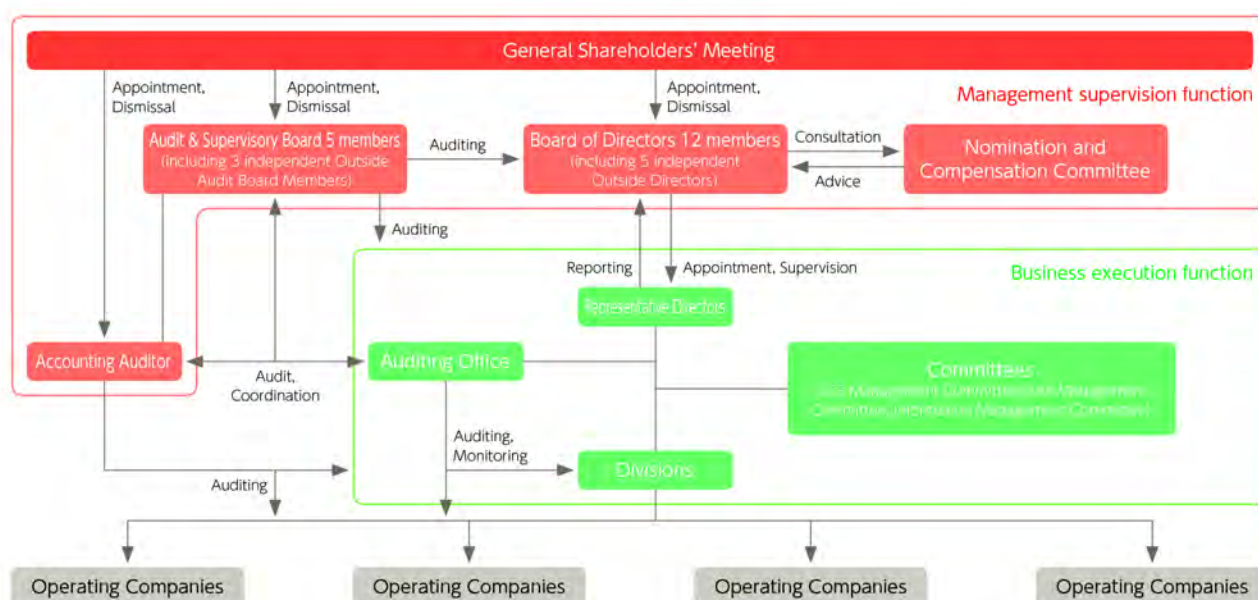 General Shareholders' Meeting
Appointment,
Dismissal
Appointment,
Dismissal
Appointment,
Dismissal
Management supervision function
Audit & Supervisory Board 5 members
(including 3 independent Outside
Audit Board Members)
Auditing
Board of Directors 12 members
(including 5 independent
Outside Directors)
Consultation
Advice
Nomination and
Compensation Committee
Auditing
Reporting
Appointment, Supervision
Business execution function
Representative Directors
Accounting Auditor
Audit,
Coordination
Auditing Office
Committees
Management
Management Committee)
Auditing,
Monitoring
Divisions
Auditing
Operating Companies
Operating Companies
Operating Companies
Operating Companies